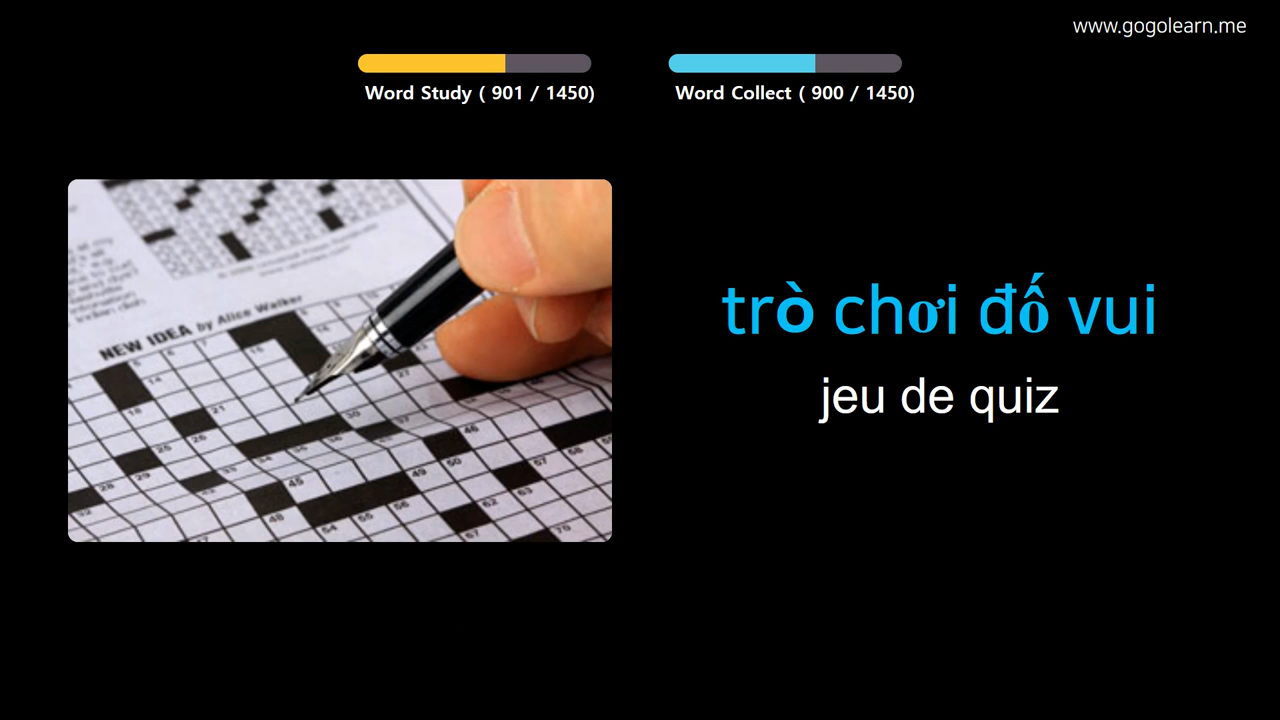 www.gogolearn.me
Word Study ( 901 / 1450)
Word Collect ( 900 / 1450)
NEW IDEA by Alice Walker
trò chơi đố vui
jeu de quiz